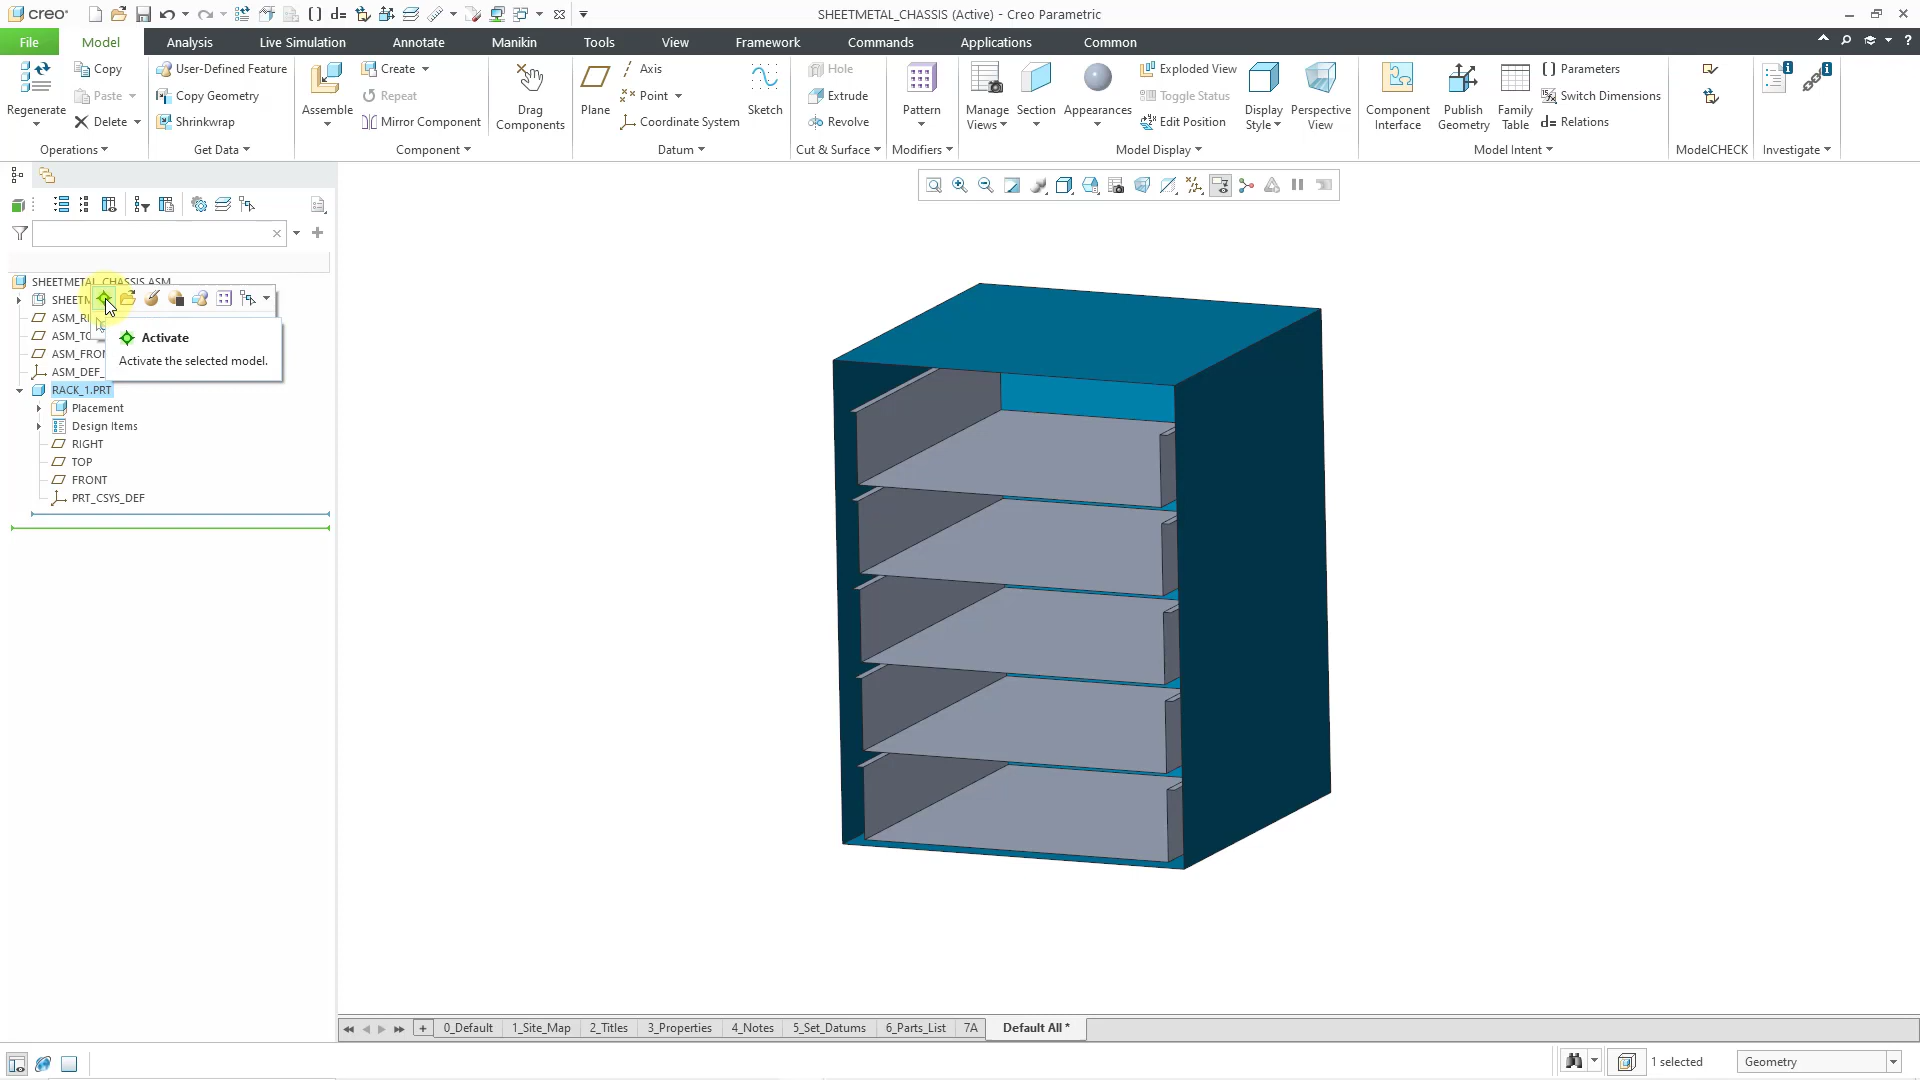 creo
SHEETMETAL_CHASSIS (Active) - Creo Parametric
File Model Analysis Live Simulation Annotate Manikin Tools View Framework Commands Applications Common
Regenerate
Copy
Paste
Delete
Operations
User-Defined Feature
Copy Geometry
Shrinkwrap
Get Data
Assemble
Create
Repeat
Mirror Component
Component
Drag
Components
Plane
Axis
Point
Coordinate System
Sketch
Datum
Hole
Extrude
Revolve
Cut & Surface
Pattern
Modifiers
Manage
Views
Section
Appearances
Exploded View
Toggle Status
Edit Position
Display
Style
Perspective
View
Model Display
Component
Interface
Publish
Geometry
Family
Table
Parameters
Switch Dimensions
d= Relations
Model Intent
ModelCHECK
Investigate
SHEETMETAL_CHASSIS.ASM
SHEETM
ASM_RI
ASM_TO
ASM_FRON
ASM_DEF_
Activate
Activate the selected model.
RACK_1.PRT
Placement
Design Items
RIGHT
TOP
FRONT
PRT_CSYS_DEF
0_Default 1_Site_Map 2_Titles 3_Properties 4_Notes 5_Set_Datums 6_Parts_List 7A Default All *
1 selected
Geometry